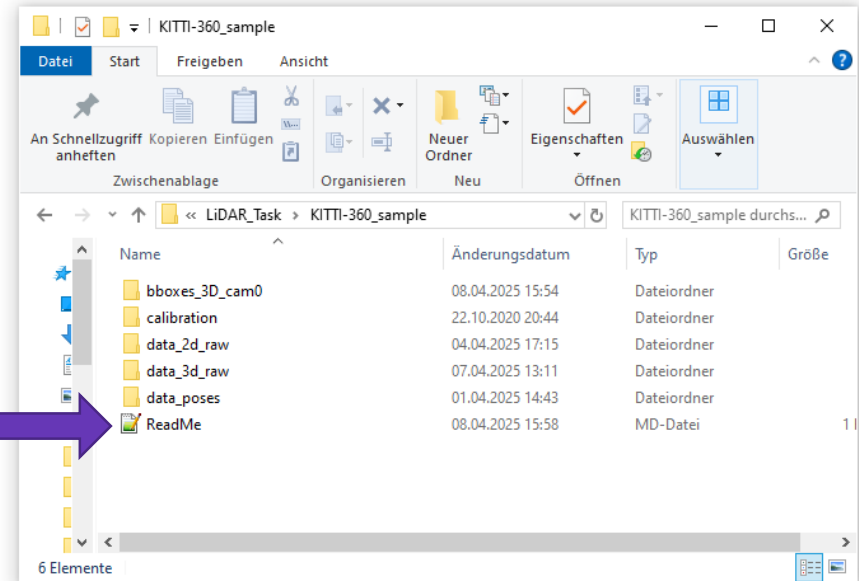 KITTI-360_sample
Datei Start Freigeben Ansicht
An Schnellzugriff anheften Kopieren Einfügen Neuer Ordner Eigenschaften Auswählen
Zwischenablage Organisieren Neu Öffnen
« LiDAR_Task > KITTI-360_sample KITTI-360_sample durchs...
Name Änderungsdatum Typ Größe
bboxes_3D_cam0 08.04.2025 15:54 Dateiordner
calibration 22.10.2020 20:44 Dateiordner
data_2d_raw 04.04.2025 17:15 Dateiordner
data_3d_raw 07.04.2025 13:11 Dateiordner
data_poses 01.04.2025 14:43 Dateiordner
ReadMe 08.04.2025 15:58 MD-Datei 1
6 Elemente